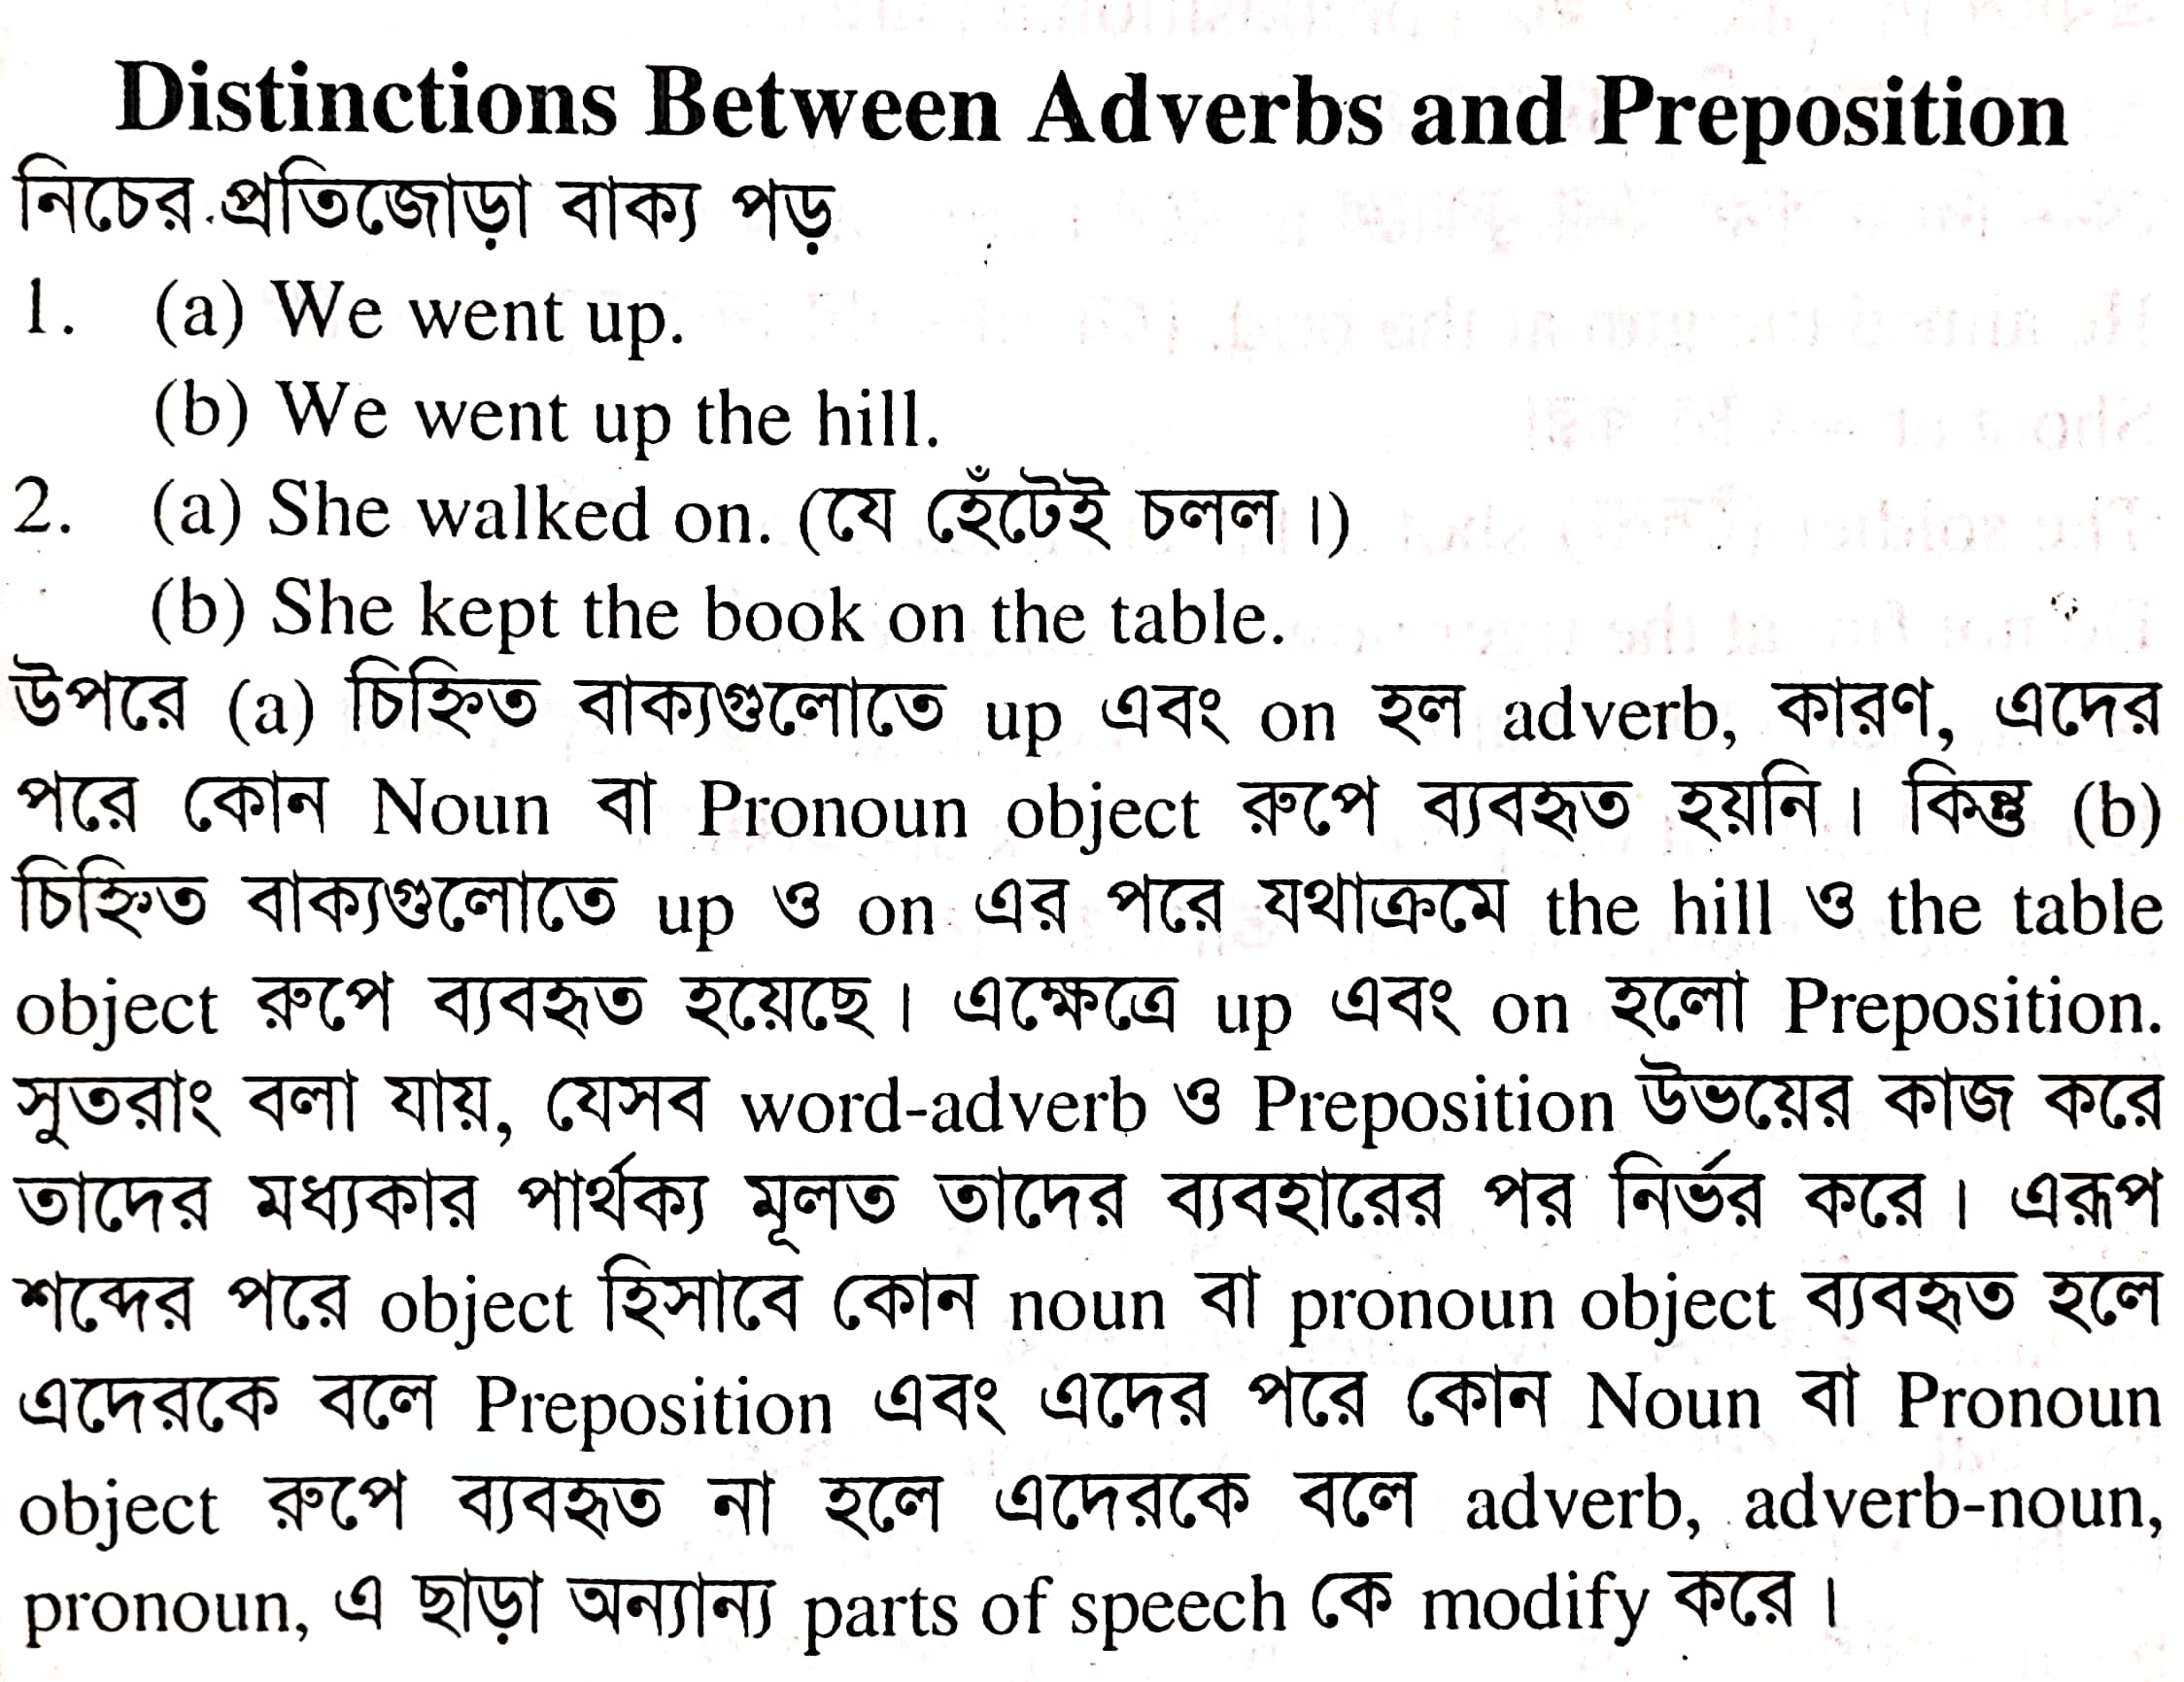 Distinctions Between Adverbs and Preposition
নিচের প্রতিজোড়া বাক্য পড়
1. (a) We went up.
(b) We went up the hill.
2. (a) She walked on. (যে হেঁটেই চলল।)
(b) She kept the book on the table.
উপরে (a) চিহ্নিত বাক্যগুলোতে up এবং on হল adverb, কারণ, এদের
পরে কোন Noun বা Pronoun object রুপে ব্যবহৃত হয়নি। কিন্তু (b)
চিহ্নিত বাক্যগুলোতে up ও on এর পরে যথাক্রমে the hill ও the table
object রুপে ব্যবহৃত হয়েছে। এক্ষেত্রে up এবং on হলো Preposition.
সুতরাং বলা যায়, যেসব word-adverb ও Preposition উভয়ের কাজ করে
তাদের মধ্যকার পার্থক্য মূলত তাদের ব্যবহারের পর নির্ভর করে। এরূপ
শব্দের পরে object হিসাবে কোন noun বা pronoun object ব্যবহৃত হলে
এদেরকে বলে Preposition এবং এদের পরে কোন Noun বা Pronoun
object রুপে ব্যবহৃত না হলে এদেরকে বলে adverb, adverb-noun,
pronoun, এ ছাড়া অন্যান্য parts of speech কে modify করে।